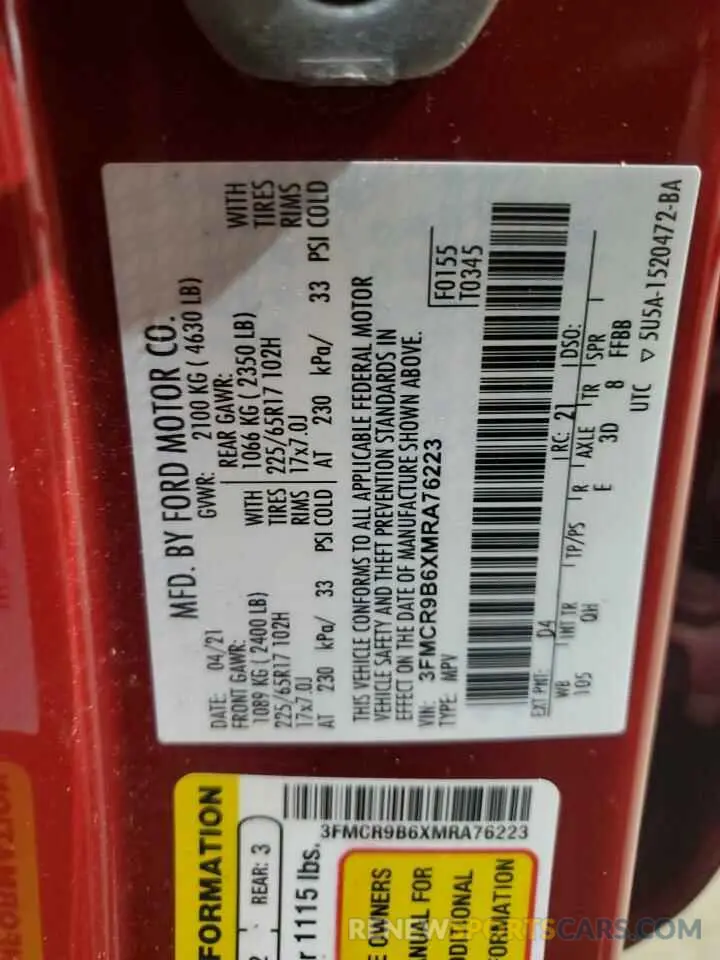 MFD. BY FORD MOTOR CO.
DATE: 04/21 GVWR: 2100 KG ( 4630 LB)
FRONT GAWR: REAR GAWR:
1089 KG ( 2400 LB) WITH 1066 KG ( 2350 LB) WITH
225/65R17 102H TIRES 225/65R17 102H TIRES
17x7.0J RIMS 17x7.0J RIMS
AT 230 kPa/ 33 PSI COLD AT 230 kPa/ 33 PSI COLD
THIS VEHICLE CONFORMS TO ALL APPLICABLE FEDERAL MOTOR
VEHICLE SAFETY AND THEFT PREVENTION STANDARDS IN
EFFECT ON THE DATE OF MANUFACTURE SHOWN ABOVE.
VIN: 3FMCR9B6XMRA76223 F0155
TYPE: MPV T0345
EXT PNT: D4 RC: 21 DSO:
WB INT TR TP/PS R AXLE TR SPR
105 QH E 3D 8 FFBB
UTC ▽ 5U5A-1520472-BA
FORMATION
REAR: 3
r 1115 lbs.
3FMCR9B6XMRA76223
E OWNERS
ANUAL FOR
DDITIONAL
FORMATION
RENEWSPORTSCARS.COM